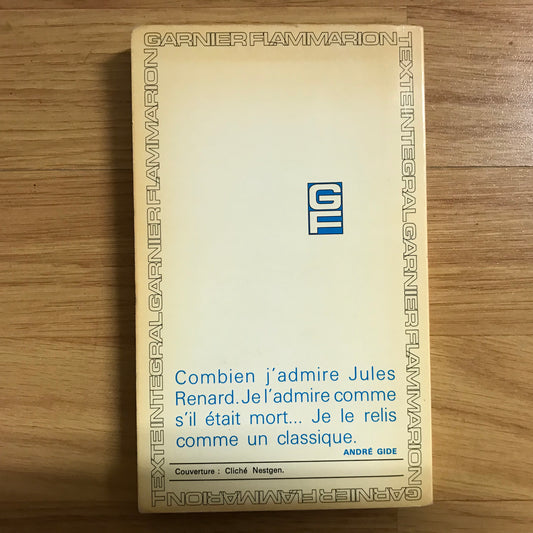 GARNIER FLAMMARION
TEXTE INTEGRAL GARNIER FLAMMARION
TEXTE INTEGRAL GARNIER FLAMMARION
GF
Combien j'admire Jules
Renard. Je l'admire comme
s'il était mort... Je le relis
comme un classique.
ANDRÉ GIDE
Couverture : Cliché Nestgen.
GARNIER FLAMMARION